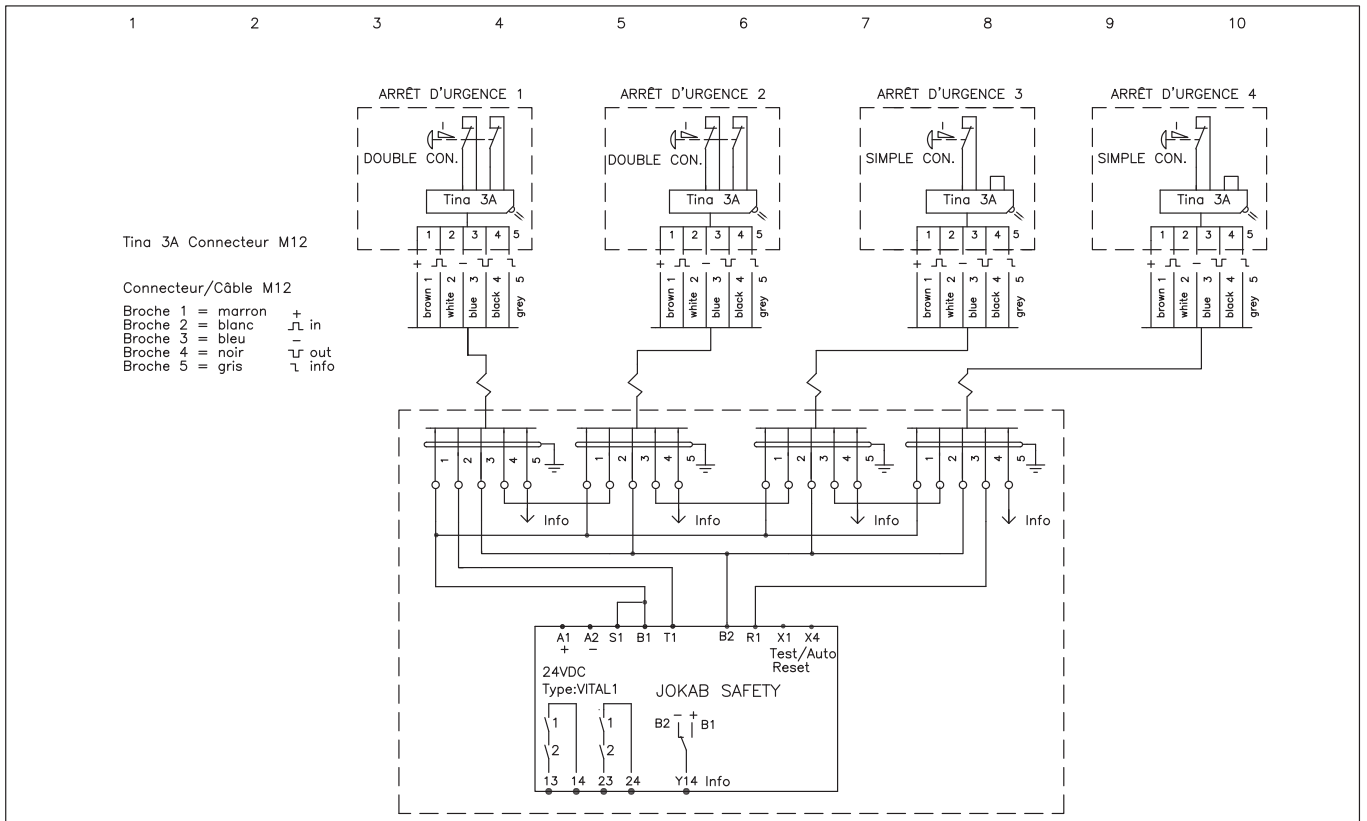 1 2 3 4 5 6 7 8 9 10
ARRÊT D'URGENCE 1 ARRÊT D'URGENCE 2 ARRÊT D'URGENCE 3 ARRÊT D'URGENCE 4
DOUBLE CON. DOUBLE CON. SIMPLE CON. SIMPLE CON.
Tina 3A Tina 3A Tina 3A Tina 3A
1 2 3 4 5 1 2 3 4 5 1 2 3 4 5 1 2 3 4 5
Tina 3A Connecteur M12
+ − + − + − + −
brown 1 white 2 blue 3 black 4 grey 5 brown 1 white 2 blue 3 black 4 grey 5 brown 1 white 2 blue 3 black 4 grey 5 brown 1 white 2 blue 3 black 4 grey 5
Connecteur/Câble M12
Broche 1 = marron +
Broche 2 = blanc in
Broche 3 = bleu −
Broche 4 = noir out
Broche 5 = gris info
1 2 3 4 5 1 2 3 4 5 1 2 3 4 5 1 2 3 4 5
Info Info Info Info
A1 A2 S1 B1 T1 B2 R1 X1 X4
+ − Test/Auto
Reset
24VDC
Type:VITAL1 JOKAB SAFETY
− +
1 1 B2 B1
2 2
13 14 23 24 Y14 Info